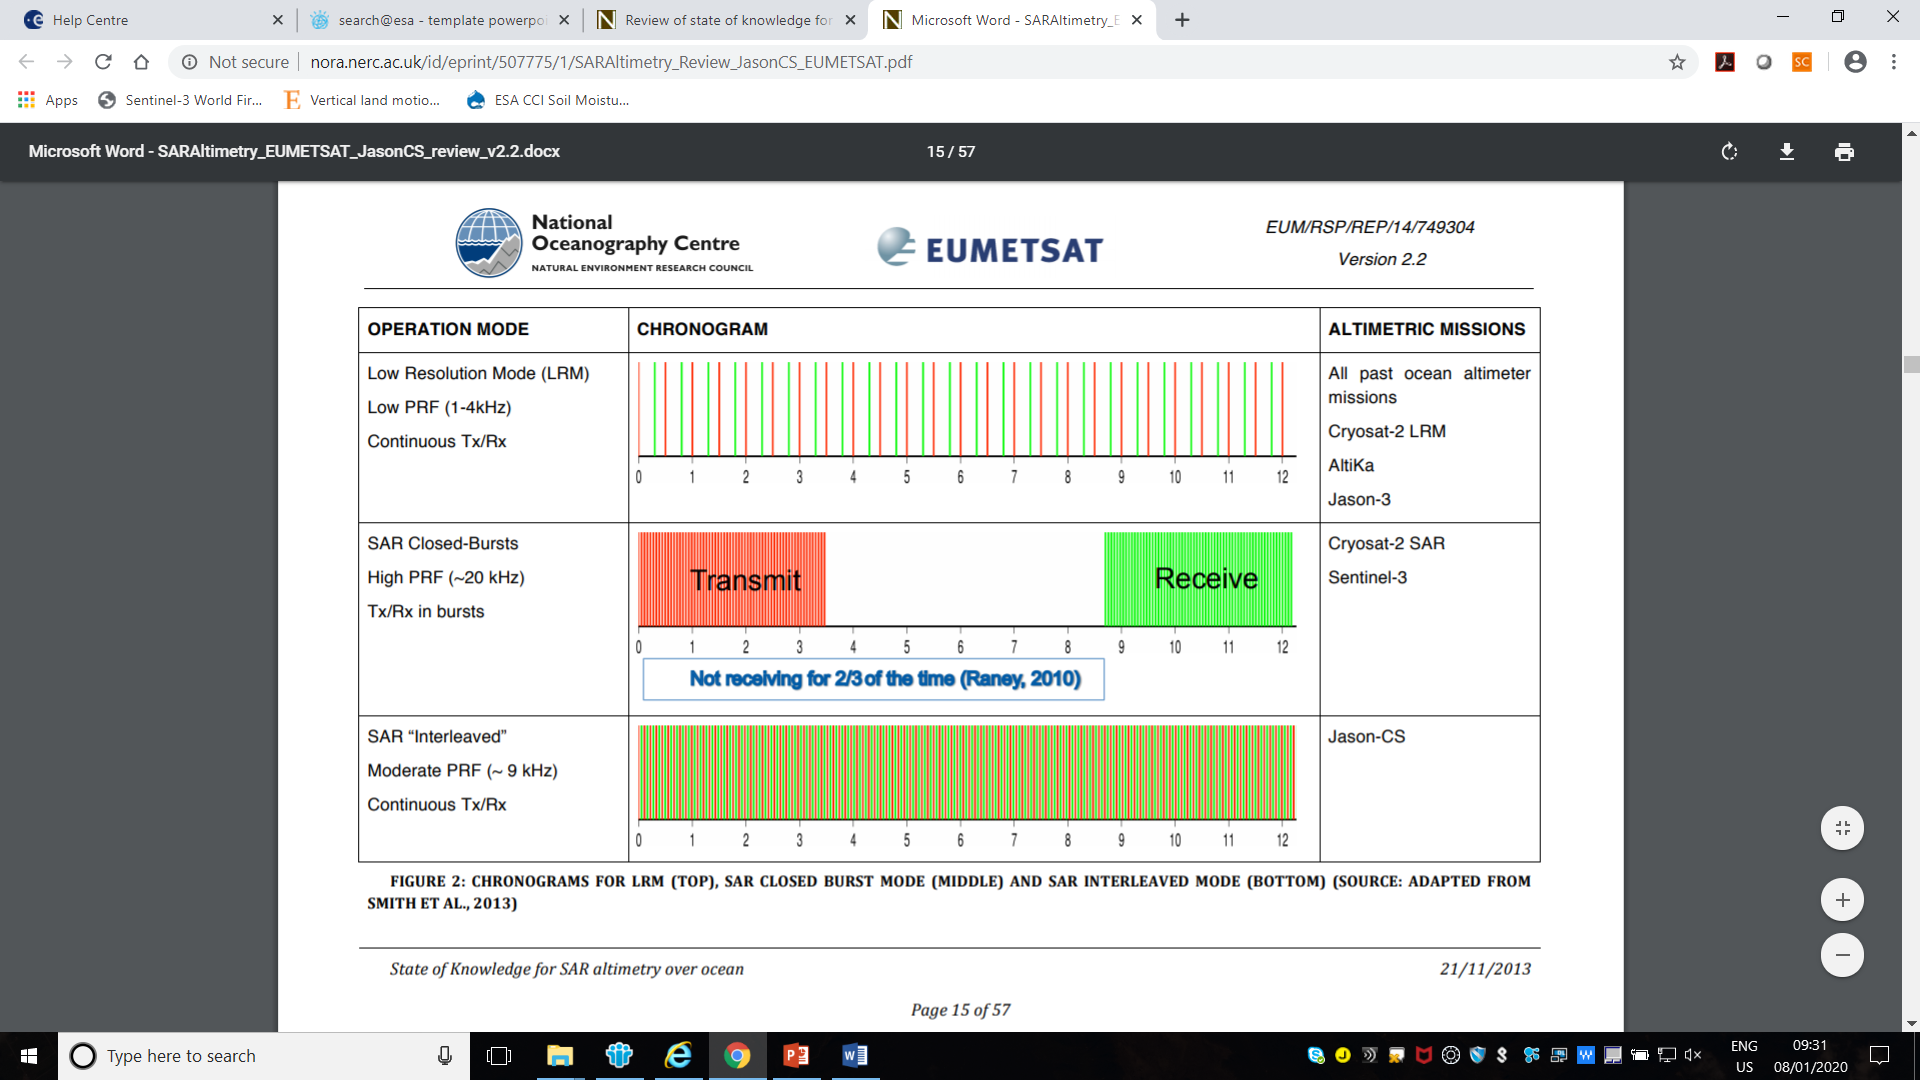 Help Centre
search@esa - template powerpoi
Review of state of knowledge for
Microsoft Word - SARAltimetry_E
Not secure
nora.nerc.ac.uk/id/eprint/507775/1/SARAltimetry_Review_JasonCS_EUMETSAT.pdf
SC
Apps
Sentinel-3 World Fir...
Vertical land motio...
ESA CCI Soil Moistu...
Microsoft Word - SARAltimetry_EUMETSAT_JasonCS_review_v2.2.docx
15 / 57
National
Oceanography Centre
NATURAL ENVIRONMENT RESEARCH COUNCIL
EUMETSAT
EUM/RSP/REP/14/749304
Version 2.2
OPERATION MODE
CHRONOGRAM
ALTIMETRIC MISSIONS
Low Resolution Mode (LRM)
Low PRF (1-4kHz)
Continuous Tx/Rx
0 1 2 3 4 5 6 7 8 9 10 11 12
All past ocean altimeter
missions
Cryosat-2 LRM
AltiKa
Jason-3
SAR Closed-Bursts
High PRF (~20 kHz)
Tx/Rx in bursts
Transmit
Receive
0 1 2 3 4 5 6 7 8 9 10 11 12
Not receiving for 2/3 of the time (Raney, 2010)
Cryosat-2 SAR
Sentinel-3
SAR “Interleaved”
Moderate PRF (~ 9 kHz)
Continuous Tx/Rx
0 1 2 3 4 5 6 7 8 9 10 11 12
Jason-CS
FIGURE 2: CHRONOGRAMS FOR LRM (TOP), SAR CLOSED BURST MODE (MIDDLE) AND SAR INTERLEAVED MODE (BOTTOM) (SOURCE: ADAPTED FROM
SMITH ET AL., 2013)
State of Knowledge for SAR altimetry over ocean
21/11/2013
Page 15 of 57
Type here to search
ENG
US
09:31
08/01/2020